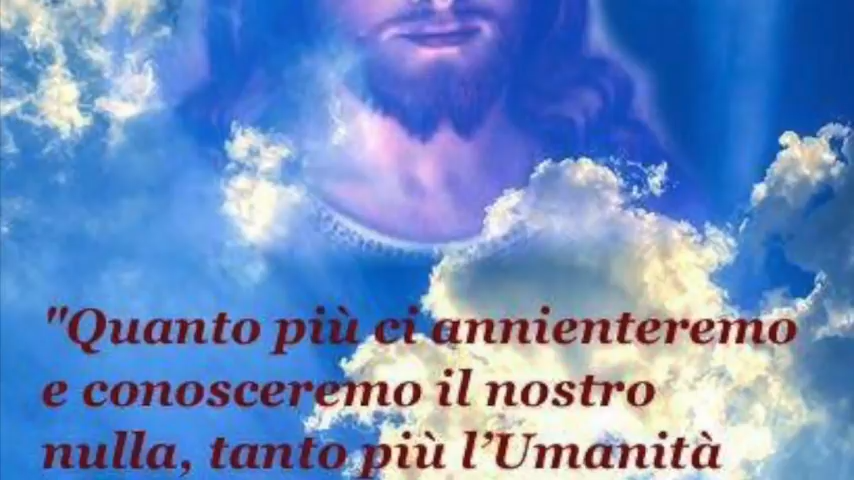 "Quanto più ci annienteremo
e conosceremo il nostro
nulla, tanto più l’Umanità